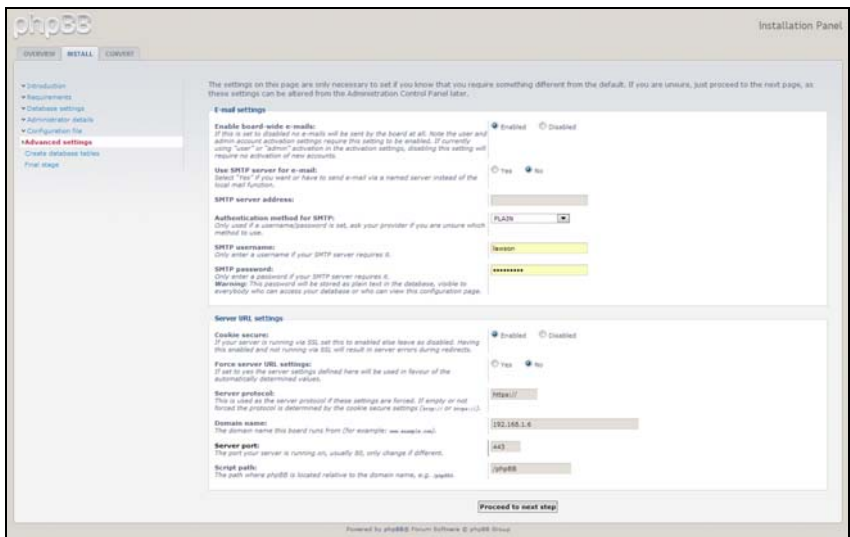 phpBB
Installation Panel
OVERVIEW INSTALL CONVERT
Introduction
Requirements
Database settings
Administrator details
Configuration file
Advanced settings
Create database tables
Final stage
The settings on this page are only necessary to set if you know that you require something different from the default. If you are unsure, just proceed to the next page, as
these settings can be altered from the Administration Control Panel later.
E-mail settings
Enable board-wide e-mails:
Enabled Disabled
If this is set to disabled no e-mails will be sent by the board at all. Note the user and
admin account activation settings require this setting to be enabled. If currently
using "user" or "admin" activation in the activation settings, disabling this setting will
require no activation of new accounts.
Use SMTP server for e-mail:
Yes No
Select "Yes" if you want or have to send e-mail via a named server instead of the
local mail function.
SMTP server address:
Authentication method for SMTP:
PLAIN
Only used if a username/password is set, ask your provider if you are unsure which
method to use.
SMTP username:
lawson
Only enter a username if your SMTP server requires it.
SMTP password:
•••••••••
Only enter a password if your SMTP server requires it.
Warning: This password will be stored as plain text in the database, visible to
everybody who can access your database or who can view this configuration page.
Server URL settings
Cookie secure:
Enabled Disabled
If your server is running via SSL set this to enabled else leave as disabled. Having
this enabled and not running via SSL will result in server errors during redirects.
Force server URL settings:
Yes No
If set to yes the server settings defined here will be used in favour of the
automatically determined values.
Server protocol:
https://
This is used as the server protocol if these settings are forced. If empty or not
forced the protocol is determined by the cookie secure settings (http:// or https://).
Domain name:
192.168.1.6
The domain name this board runs from (for example: www.example.com).
Server port:
443
The port your server is running on, usually 80, only change if different.
Script path:
/phpBB
The path where phpBB is located relative to the domain name, e.g. /phpBB3.
Proceed to next step
Powered by phpBB® Forum Software © phpBB Group